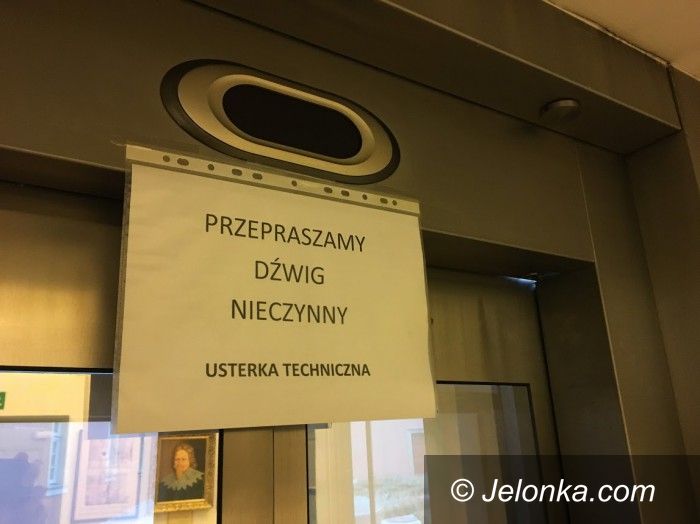 PRZEPRASZAMY
DŹWIG
NIECZYNNY
USTERKA TECHNICZNA
© Jelonka.com